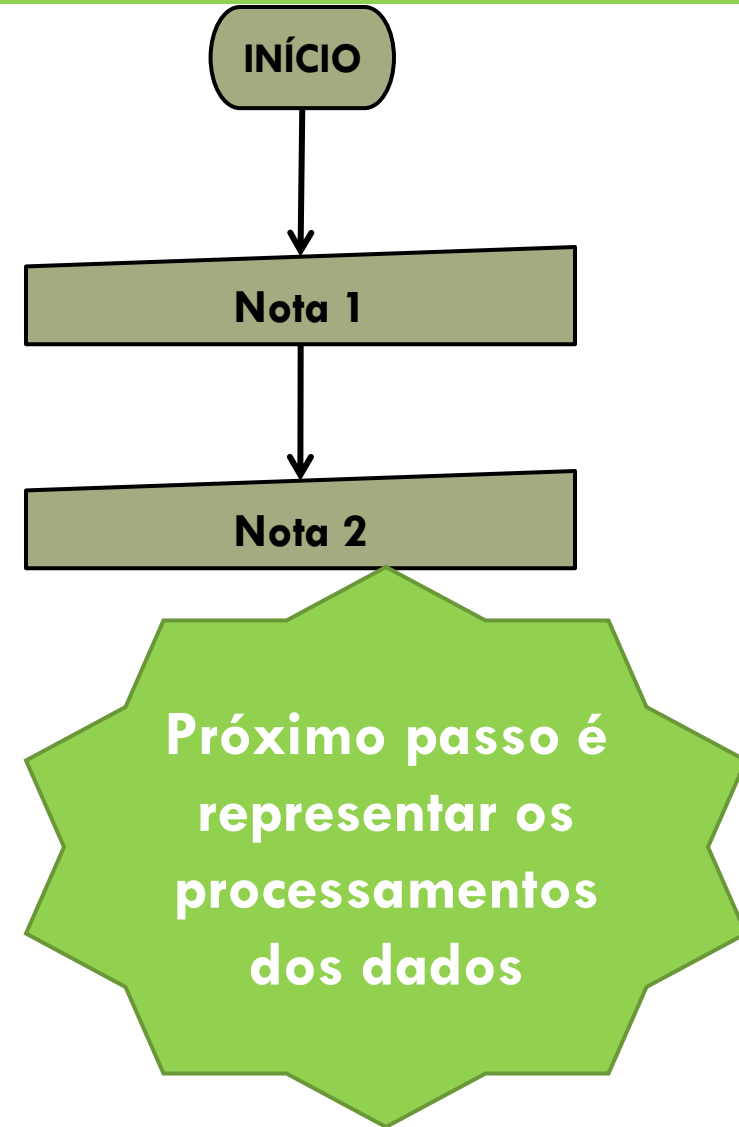 INÍCIO
Nota 1
Nota 2
Próximo passo é
representar os
processamentos
dos dados